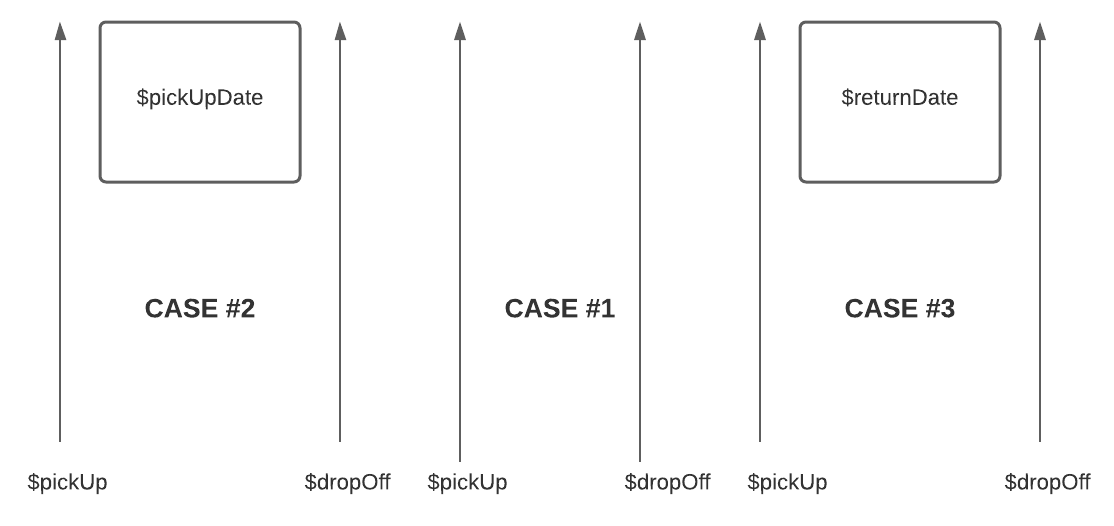 $pickUpDate
$returnDate
CASE #2
CASE #1
CASE #3
$pickUp
$dropOff
$pickUp
$dropOff
$pickUp
$dropOff